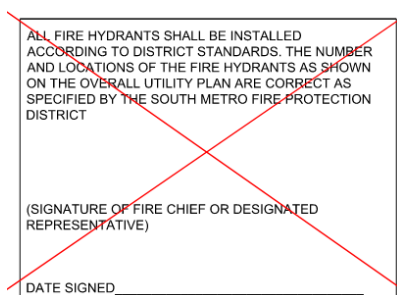 ALL FIRE HYDRANTS SHALL BE INSTALLED
ACCORDING TO DISTRICT STANDARDS. THE NUMBER
AND LOCATIONS OF THE FIRE HYDRANTS AS SHOWN
ON THE OVERALL UTILITY PLAN ARE CORRECT AS
SPECIFIED BY THE SOUTH METRO FIRE PROTECTION
DISTRICT
(SIGNATURE OF FIRE CHIEF OR DESIGNATED
REPRESENTATIVE)
DATE SIGNED